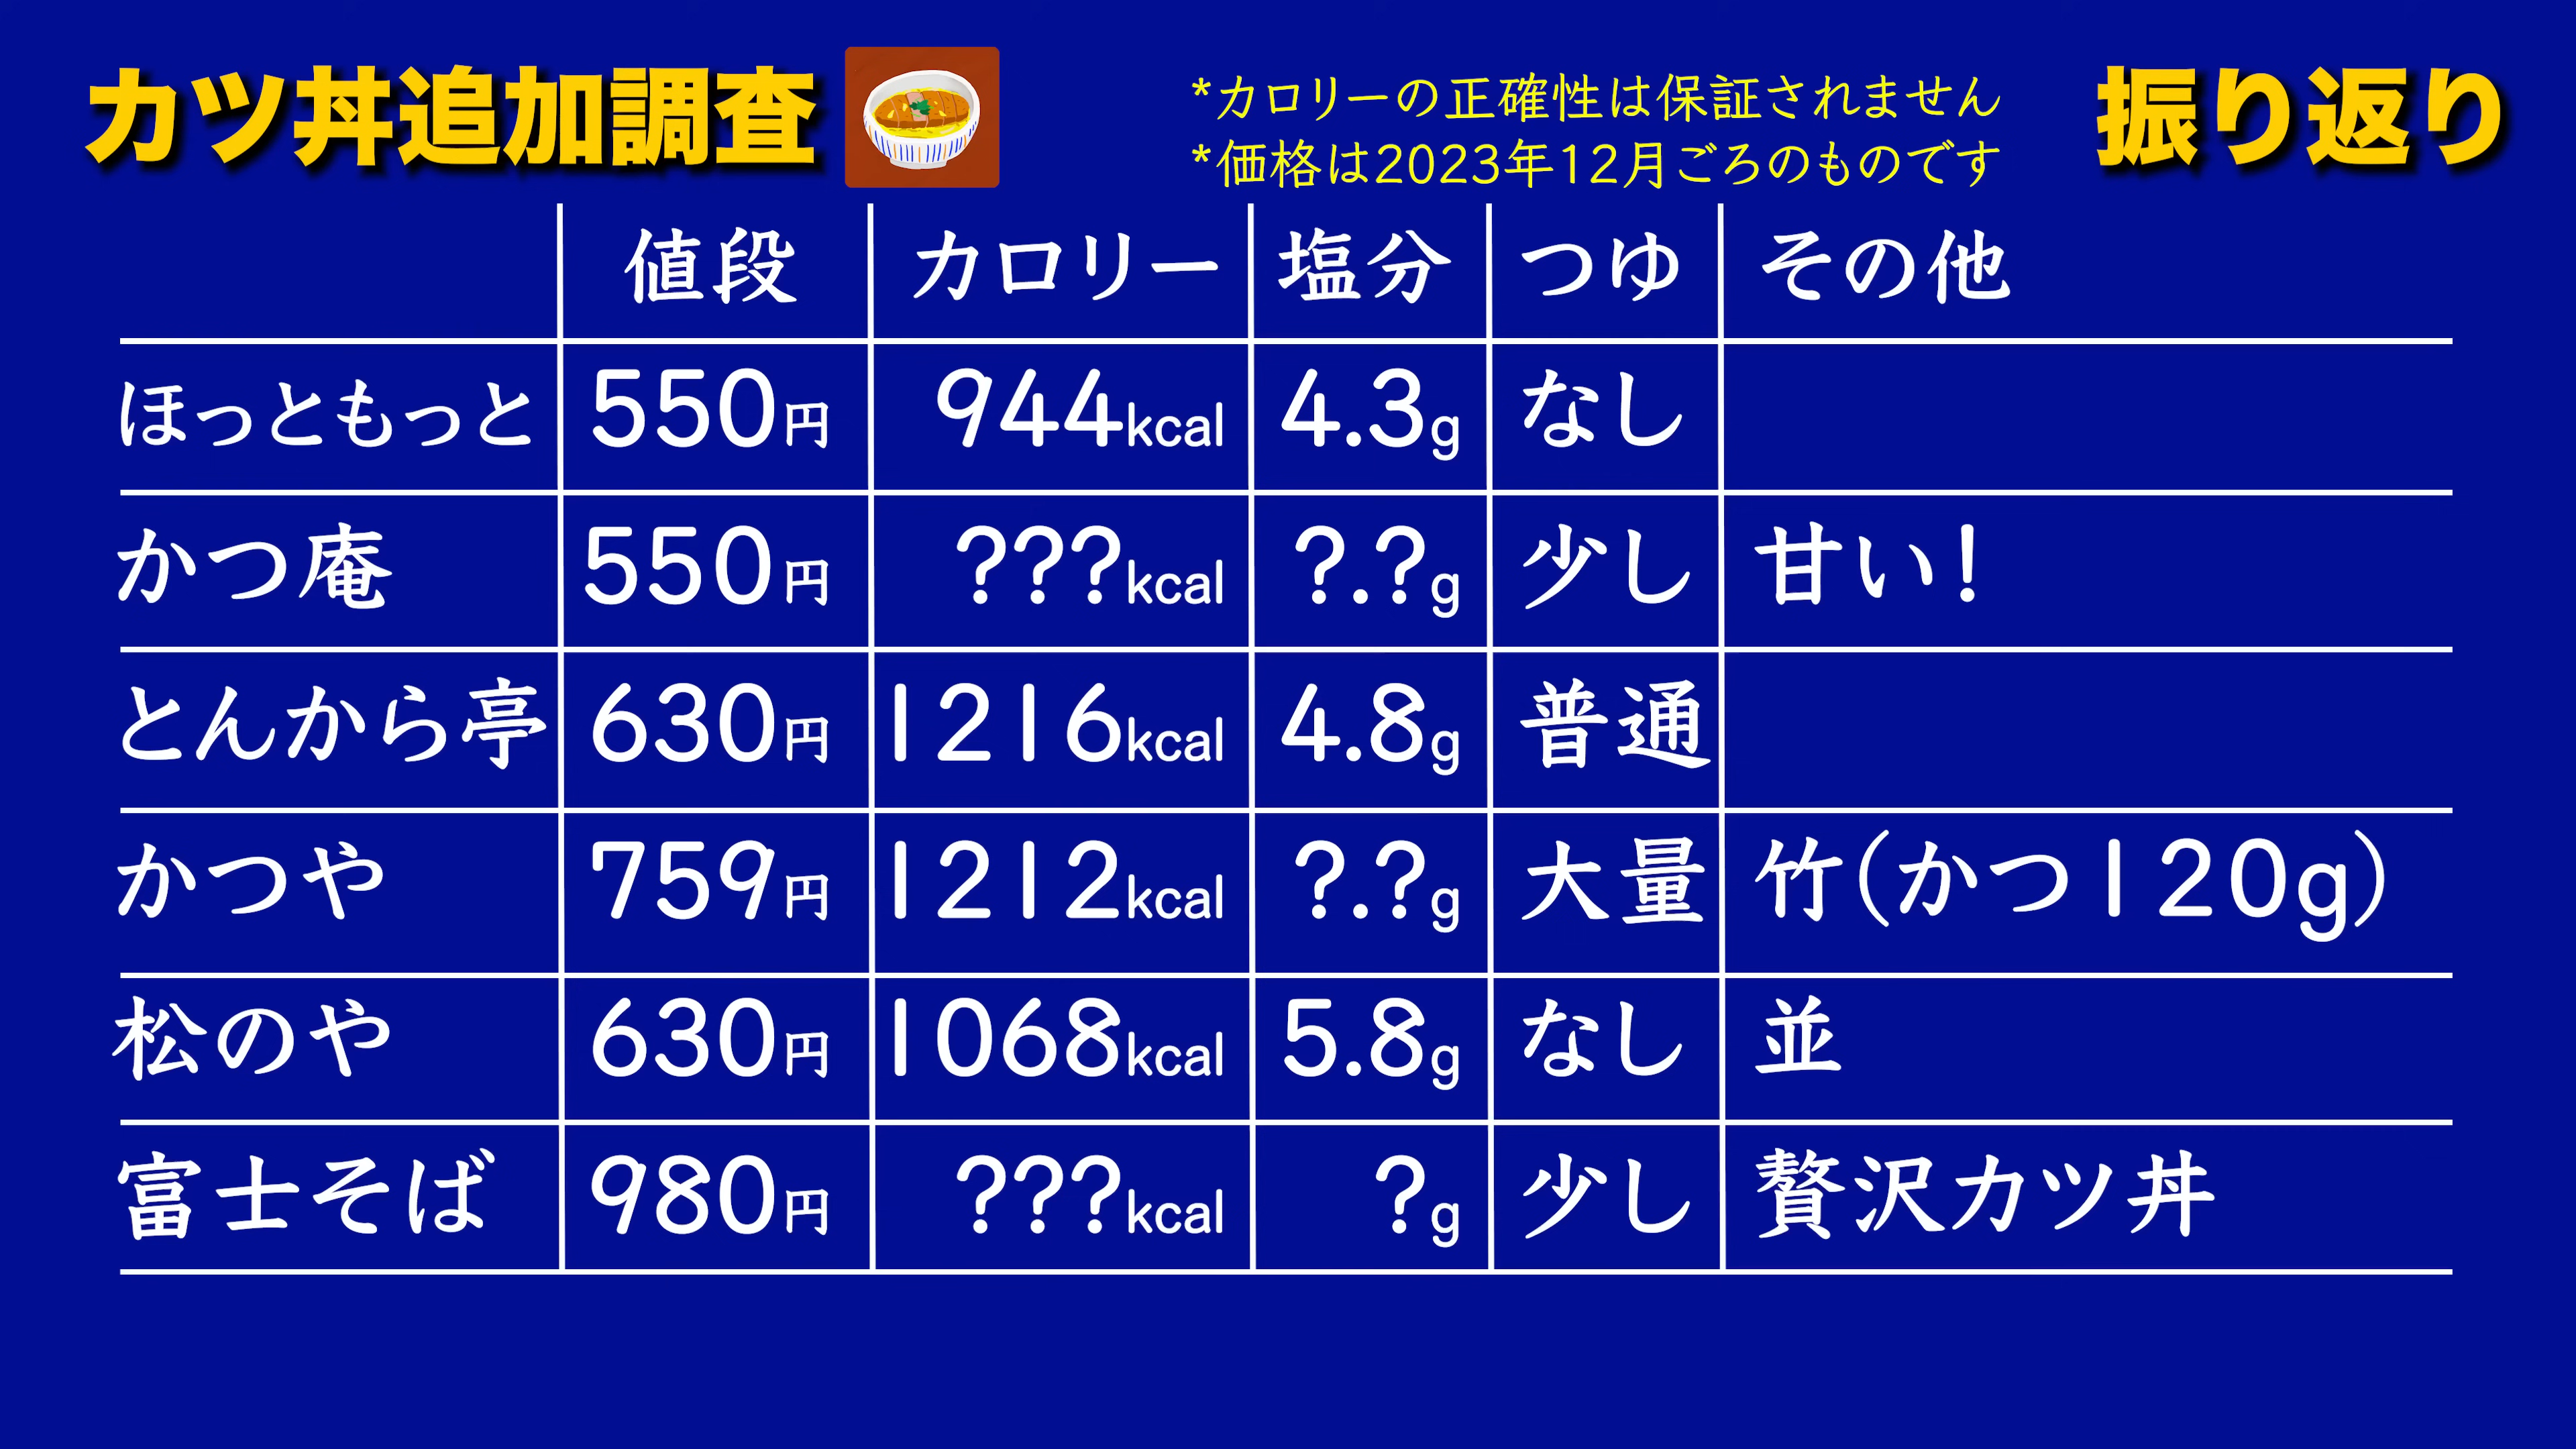 カツ丼追加調査
*カロリーの正確性は保証されません
*価格は2023年12月ごろのものです
振り返り
値段 カロリー 塩分 つゆ その他
ほっともっと 550円 944kcal 4.3g なし
かつ庵 550円 ???kcal ?.?g 少し 甘い!
とんから亭 630円 1216kcal 4.8g 普通
かつや 759円 1212kcal ?.?g 大量 竹(かつ120g)
松のや 630円 1068kcal 5.8g なし 並
富士そば 980円 ???kcal ?g 少し 贅沢カツ丼